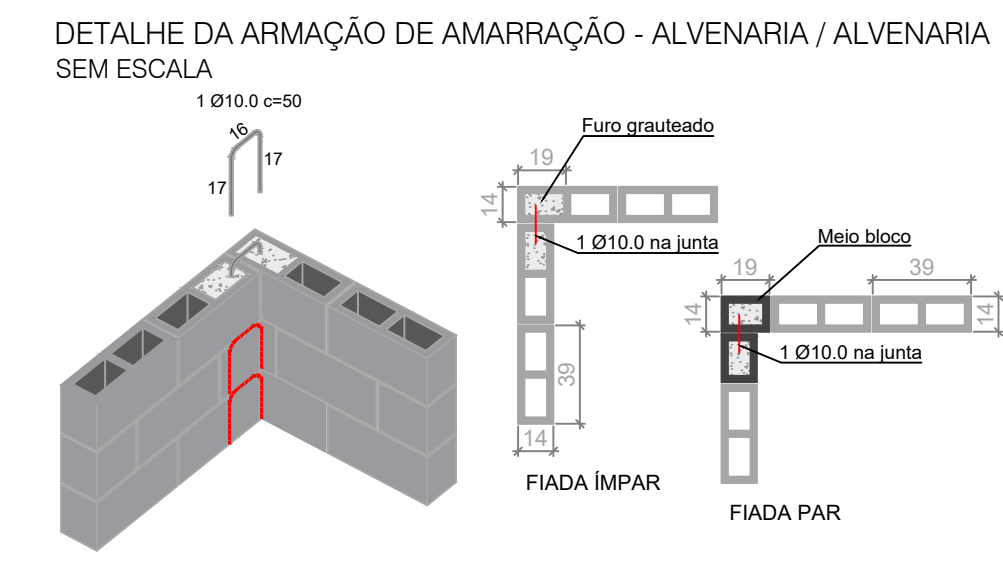 DETALHE DA ARMAÇÃO DE AMARRAÇÃO - ALVENARIA / ALVENARIA
SEM ESCALA
1 Ø10.0 c=50
16
17
17
Furo grauteado
19
14
1 Ø10.0 na junta
39
14
FIADA ÍMPAR
Meio bloco
19
39
14
14
1 Ø10.0 na junta
FIADA PAR